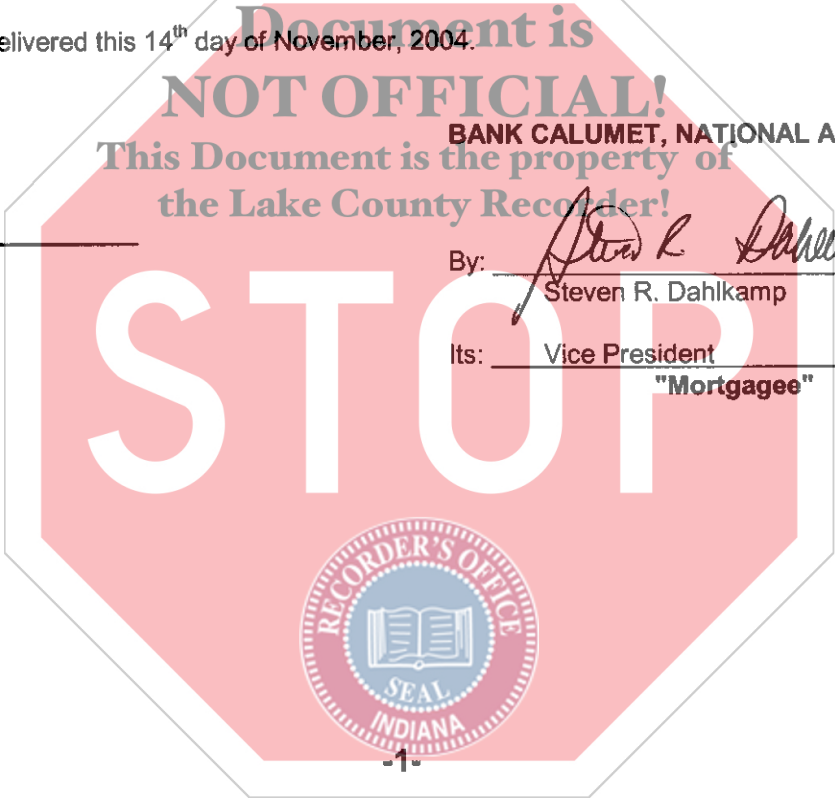 Document is
elivered this 14th day of November, 2004.
NOT OFFICIAL!
BANK CALUMET, NATIONAL A
This Document is the property of
the Lake County Recorder!
By:
Steven R. Dahlkamp
Its: Vice President
"Mortgagee"
STOP
RECORDER'S OFFICE
SEAL
INDIANA
-1-